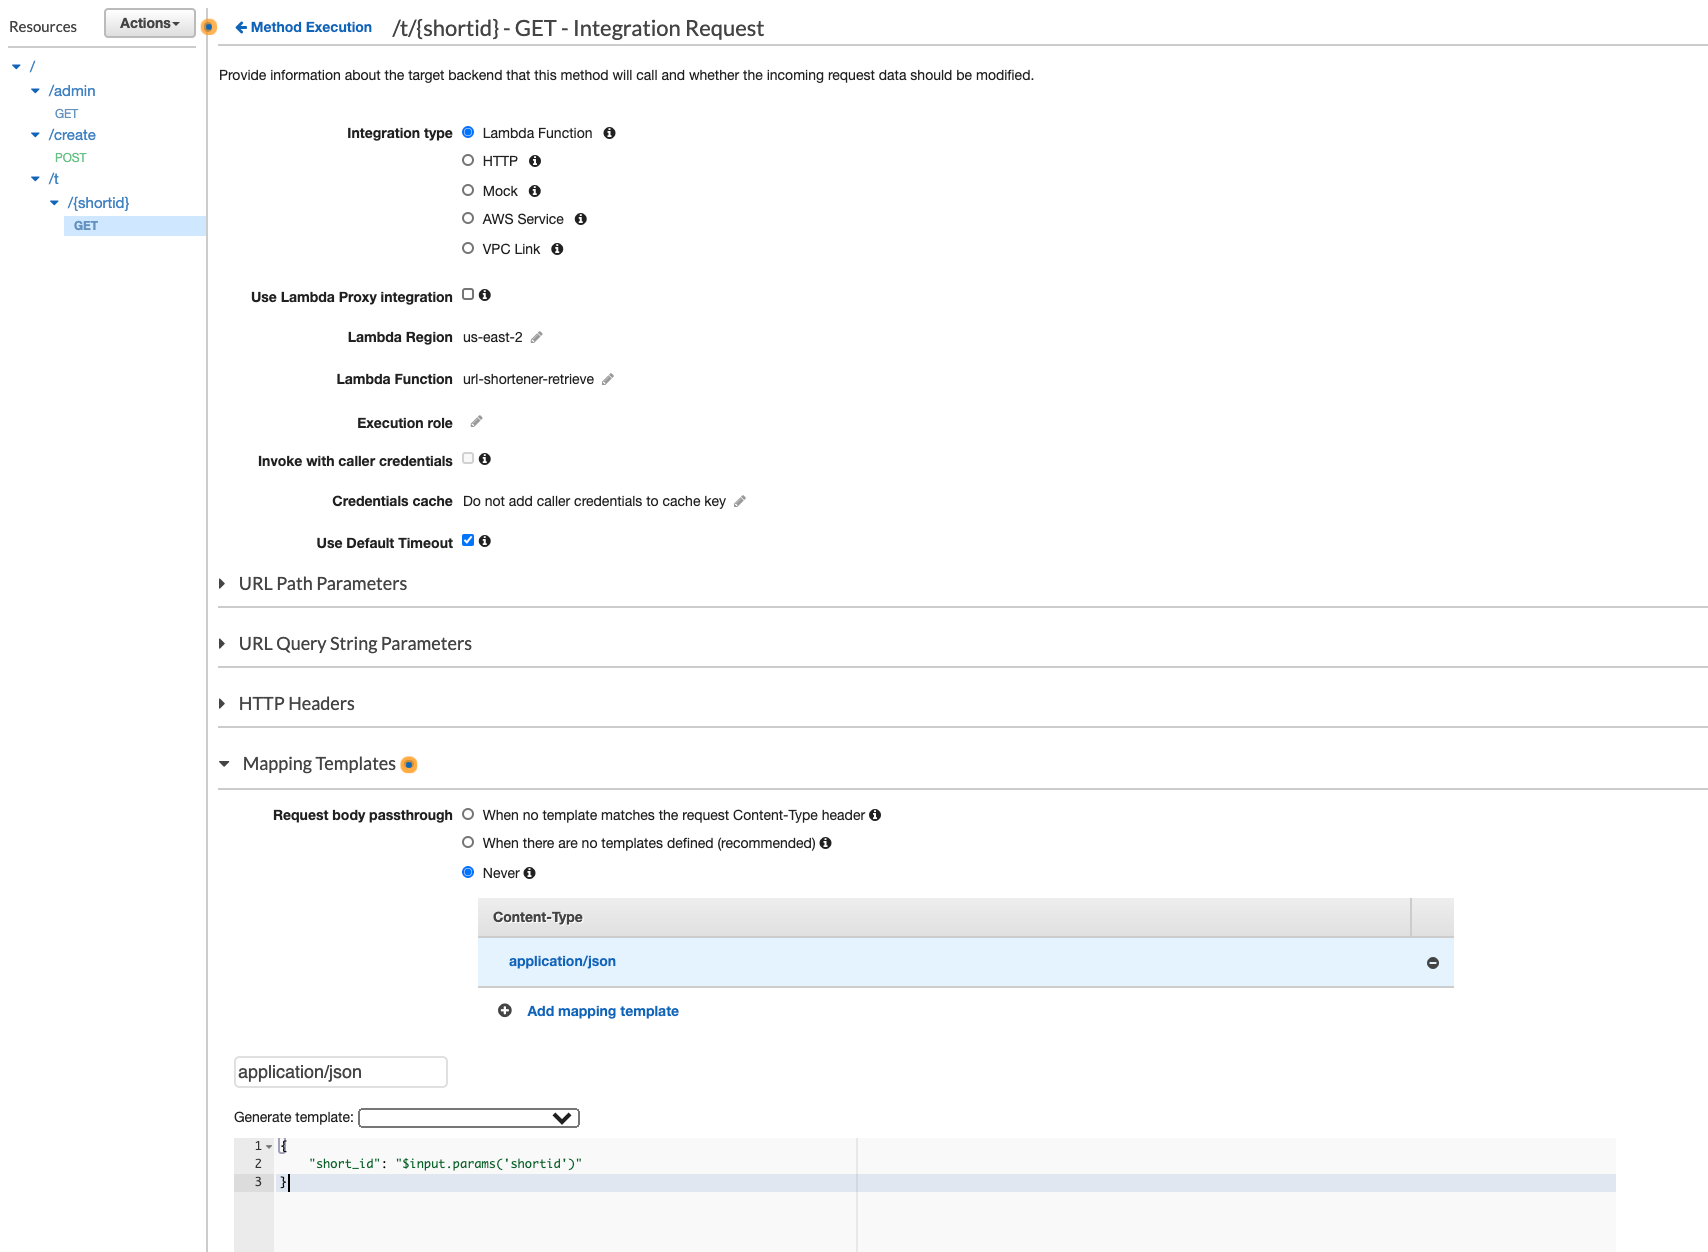 Resources
Actions
/
/admin
GET
/create
POST
/t
/{shortid}
GET
Method Execution /t/{shortid} - GET - Integration Request
Provide information about the target backend that this method will call and whether the incoming request data should be modified.
Integration type Lambda Function
HTTP
Mock
AWS Service
VPC Link
Use Lambda Proxy integration
Lambda Region us-east-2
Lambda Function url-shortener-retrieve
Execution role
Invoke with caller credentials
Credentials cache Do not add caller credentials to cache key
Use Default Timeout
URL Path Parameters
URL Query String Parameters
HTTP Headers
Mapping Templates
Request body passthrough When no template matches the request Content-Type header
When there are no templates defined (recommended)
Never
Content-Type
application/json
Add mapping template
application/json
Generate template:
1 {
2 "short_id": "$input.params('shortid')"
3 }